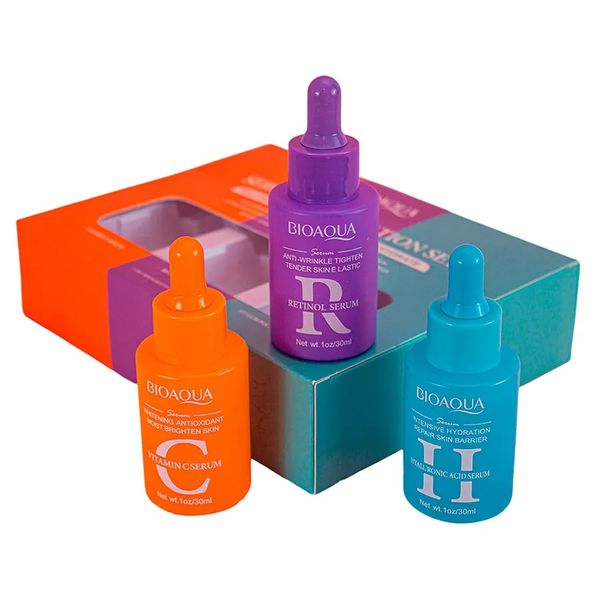 BIOAQUA
BIOAQUA
Serum
ANTI-WRINKLE TIGHTEN
TENDER SKIN E LASTIC
R
RETINOL SERUM
Net wt.1oz/30ml
BIOAQUA
Serum
WHITENING ANTIOXIDANT
MOIST BRIGHTEN SKIN
C
VITAMIN C SERUM
Net wt.1oz/30ml
BIOAQUA
Serum
INTENSIVE HYDRATION
REPAIR SKIN BARRIER
H
HYALURONIC ACID SERUM
Net wt.1oz/30ml